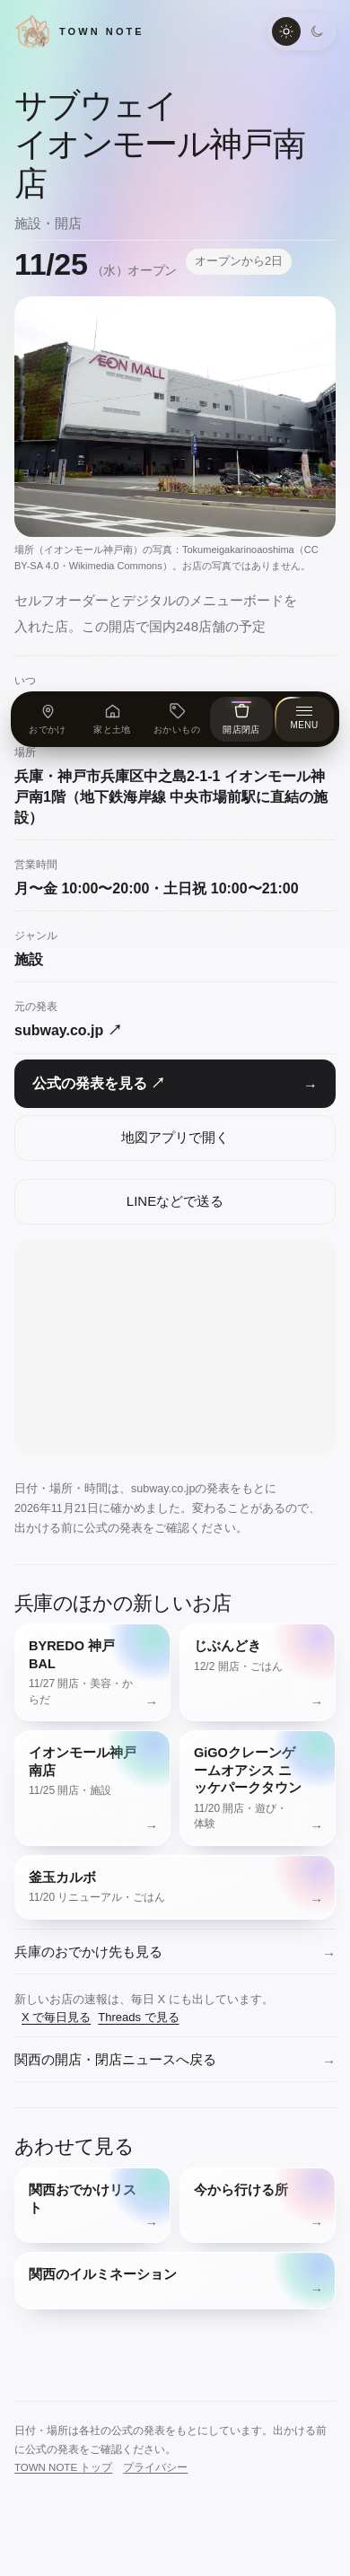 TOWN NOTE
サブウェイ
イオンモール神戸南
店
施設・開店
11/25 （水）オープン オープンから2日
AEON MALL
場所（イオンモール神戸南）の写真：Tokumeigakarinoaoshima（CC
BY-SA 4.0・Wikimedia Commons）。お店の写真ではありません。
セルフオーダーとデジタルのメニューボードを
入れた店。この開店で国内248店舗の予定
いつ
おでかけ
家と土地
おかいもの
開店閉店
MENU
場所
兵庫・神戸市兵庫区中之島2-1-1 イオンモール神
戸南1階（地下鉄海岸線 中央市場前駅に直結の施
設）
営業時間
月〜金 10:00〜20:00・土日祝 10:00〜21:00
ジャンル
施設
元の発表
subway.co.jp ↗
公式の発表を見る ↗ →
地図アプリで開く
LINEなどで送る
日付・場所・時間は、subway.co.jpの発表をもとに
2026年11月21日に確かめました。変わることがあるので、
出かける前に公式の発表をご確認ください。
兵庫のほかの新しいお店
BYREDO 神戸
BAL
11/27 開店・美容・か
らだ →
じぶんどき
12/2 開店・ごはん
→
イオンモール神戸
南店
11/25 開店・施設
→
GiGOクレーンゲ
ームオアシス ニ
ッケパークタウン
11/20 開店・遊び・
体験 →
釜玉カルボ
11/20 リニューアル・ごはん →
兵庫のおでかけ先も見る →
新しいお店の速報は、毎日 X にも出しています。
X で毎日見る Threads で見る
関西の開店・閉店ニュースへ戻る →
あわせて見る
関西おでかけリス
ト →
今から行ける所
→
関西のイルミネーション
→
日付・場所は各社の公式の発表をもとにしています。出かける前
に公式の発表をご確認ください。
TOWN NOTE トップ プライバシー